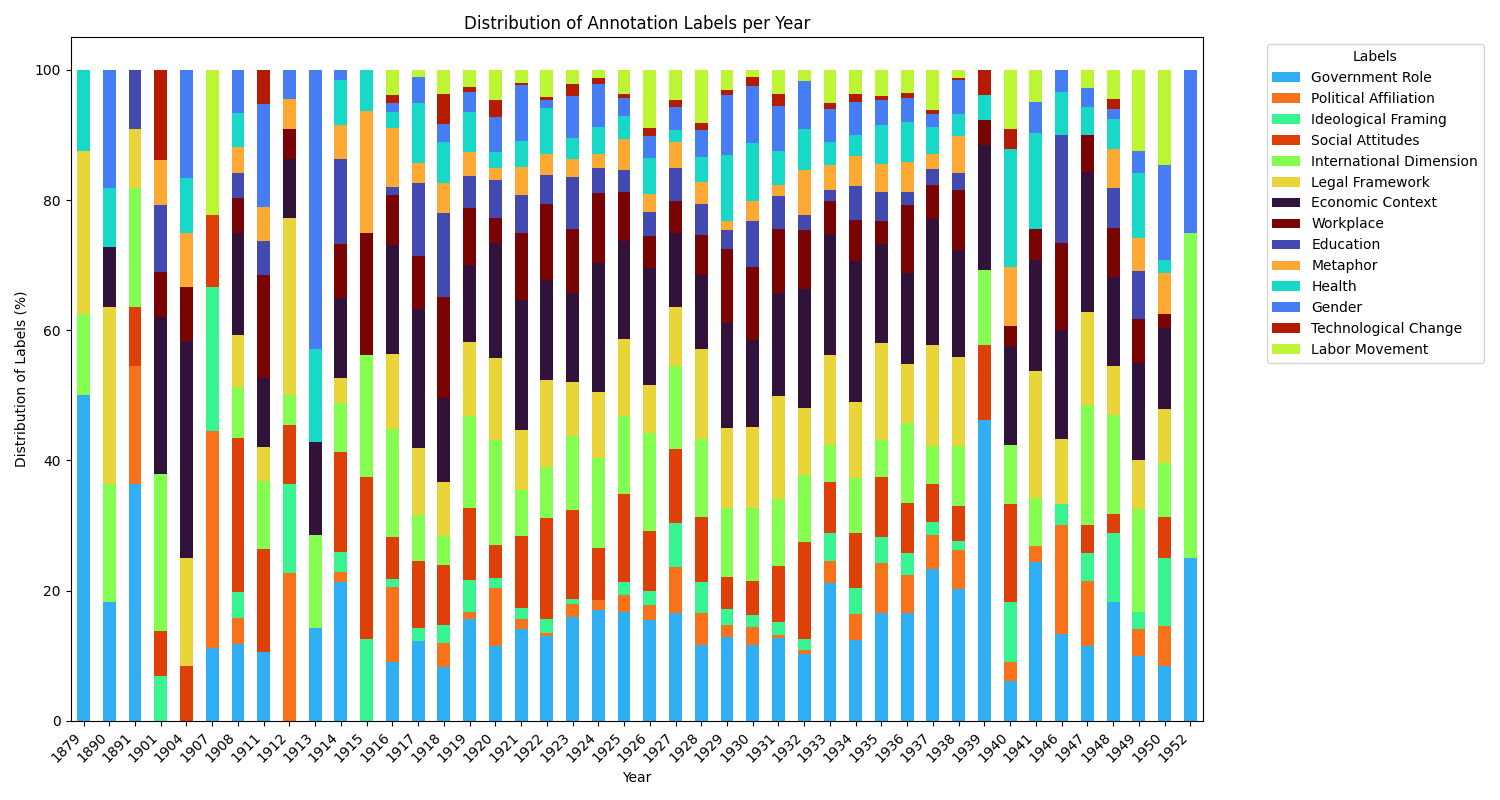 Distribution of Annotation Labels per Year
Distribution of Labels (%)
100
80
60
40
20
0
1879
1890
1891
1901
1904
1907
1908
1911
1912
1913
1914
1915
1916
1917
1918
1919
1920
1921
1922
1923
1924
1925
1926
1927
1928
1929
1930
1931
1932
1933
1934
1935
1936
1937
1938
1939
1940
1941
1946
1947
1948
1949
1950
1952
Year
Labels
Government Role
Political Affiliation
Ideological Framing
Social Attitudes
International Dimension
Legal Framework
Economic Context
Workplace
Education
Metaphor
Health
Gender
Technological Change
Labor Movement